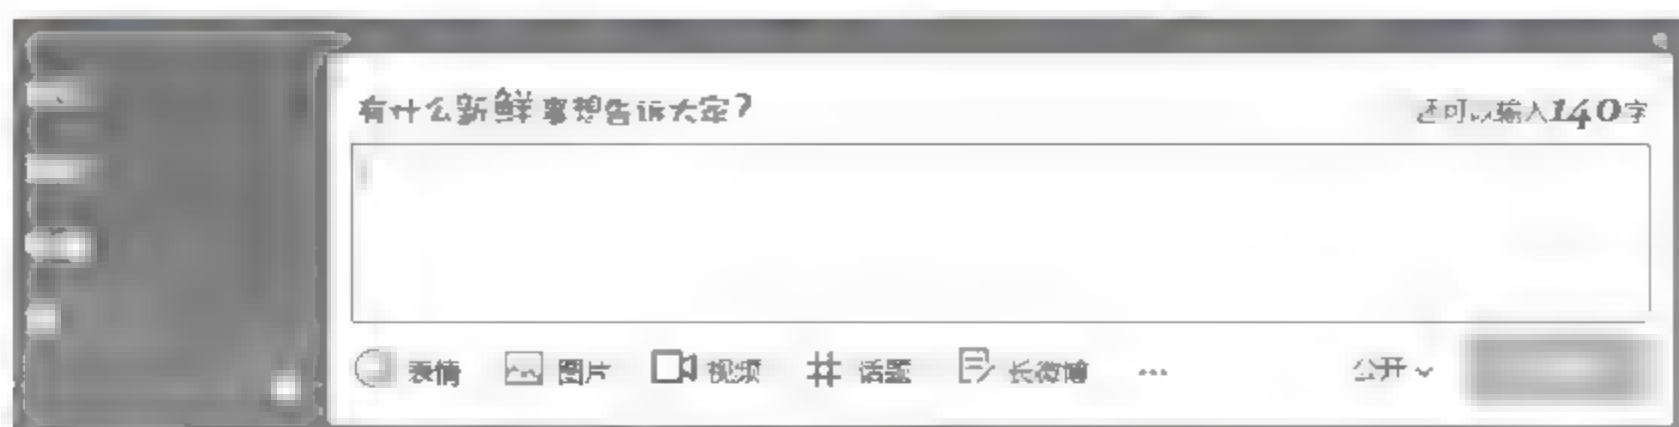 有什么新鲜事想告诉大家?
还可以输入140字
表情 图片 视频 话题 长微博 ... 公开